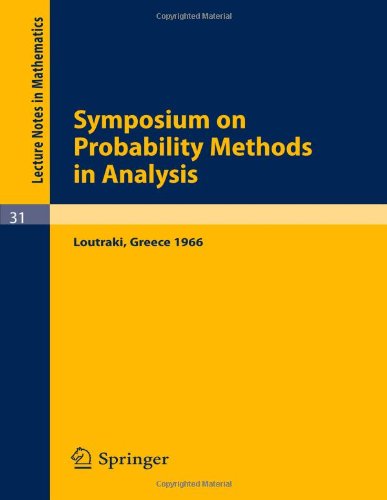 Copyrighted Material
Lecture Notes in Mathematics
Symposium on
Probability Methods
in Analysis
31
Loutraki, Greece 1966
Springer
Copyrighted Material